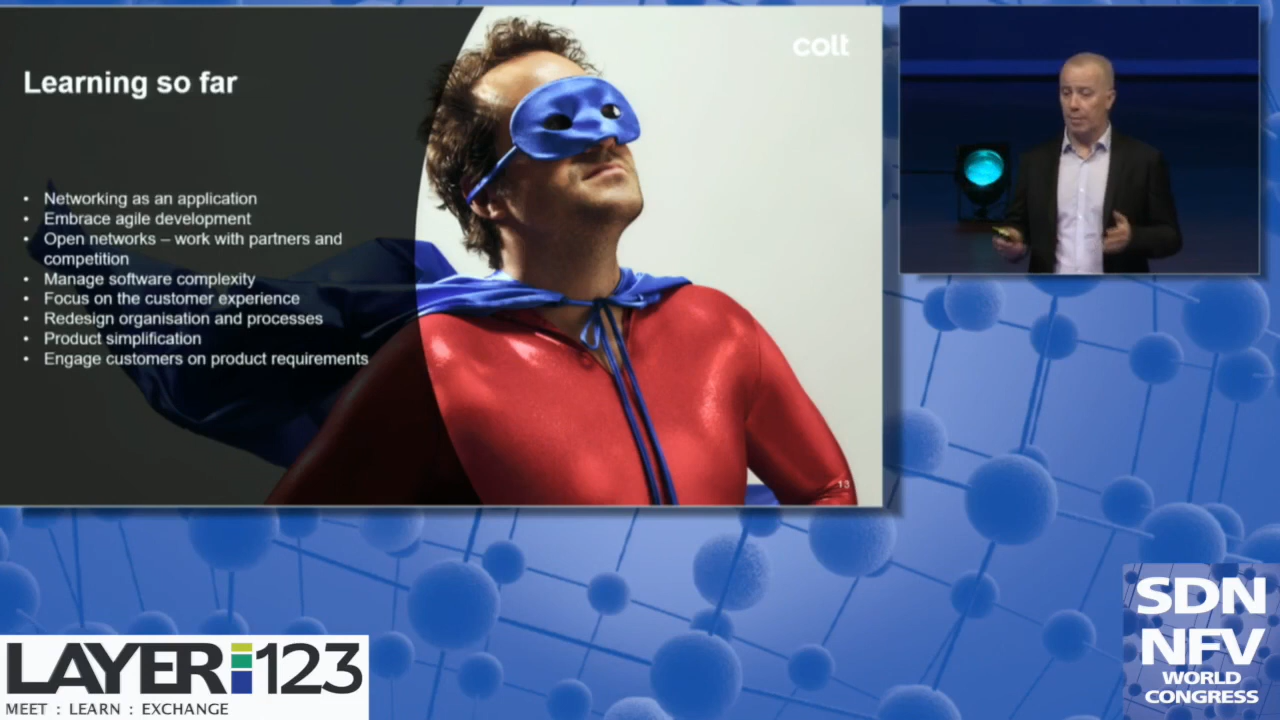 colt
Learning so far
• Networking as an application
• Embrace agile development
• Open networks – work with partners and
competition
• Manage software complexity
• Focus on the customer experience
• Redesign organisation and processes
• Product simplification
• Engage customers on product requirements
13
LAYER123
MEET : LEARN : EXCHANGE
SDN
NFV
WORLD
CONGRESS